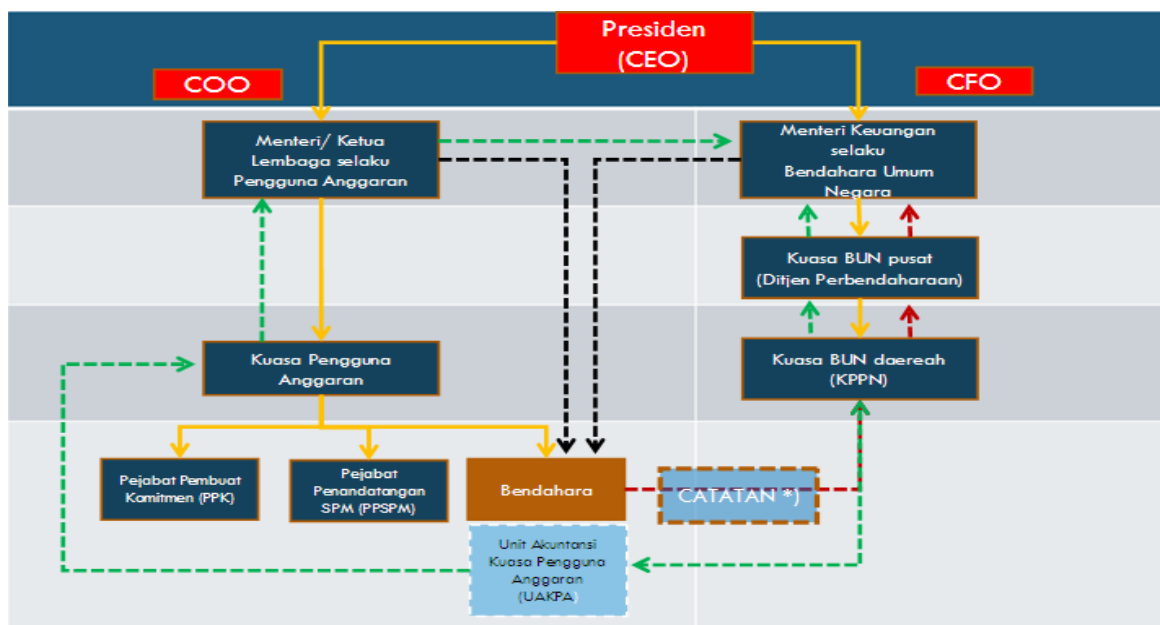 Presiden
(CEO)
COO
CFO
Menteri/ Ketua
Lembaga selaku
Pengguna Anggaran
Menteri Keuangan
selaku
Bendahara Umum
Negara
Kuasa BUN pusat
(Ditjen Perbendaharaan)
Kuasa Pengguna
Anggaran
Kuasa BUN daereah
(KPPN)
Pejabat Pembuat
Komitmen (PPK)
Pejabat
Penandatangan
SPM (PPSPM)
Bendahara
CATATAN *)
Unit Akuntansi
Kuasa Pengguna
Anggaran
(UAKPA)